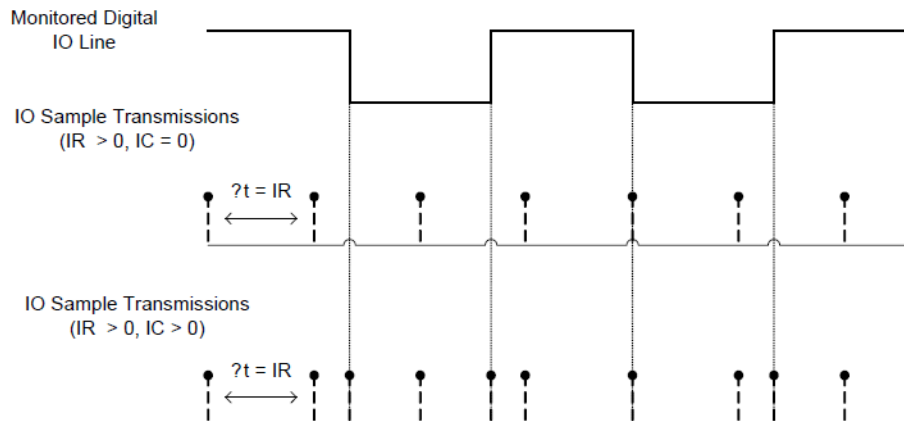 Monitored Digital
IO Line
IO Sample Transmissions
(IR > 0, IC = 0)
?t = IR
IO Sample Transmissions
(IR > 0, IC > 0)
?t = IR